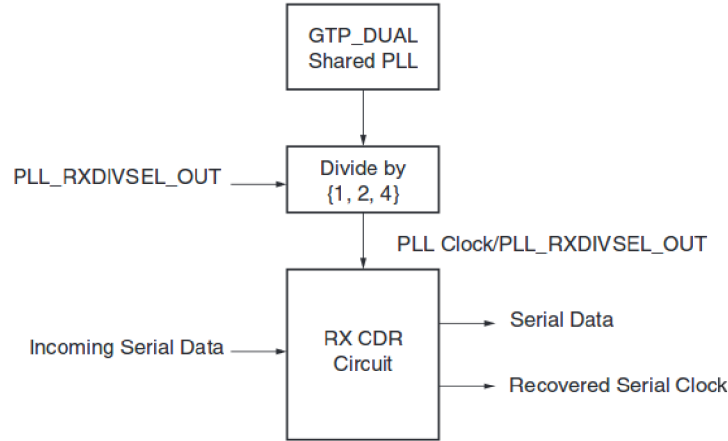 GTP_DUAL
Shared PLL
PLL_RXDIVSEL_OUT
Divide by
{1, 2, 4}
PLL Clock/PLL_RXDIVSEL_OUT
Incoming Serial Data
RX CDR
Circuit
Serial Data
Recovered Serial Clock